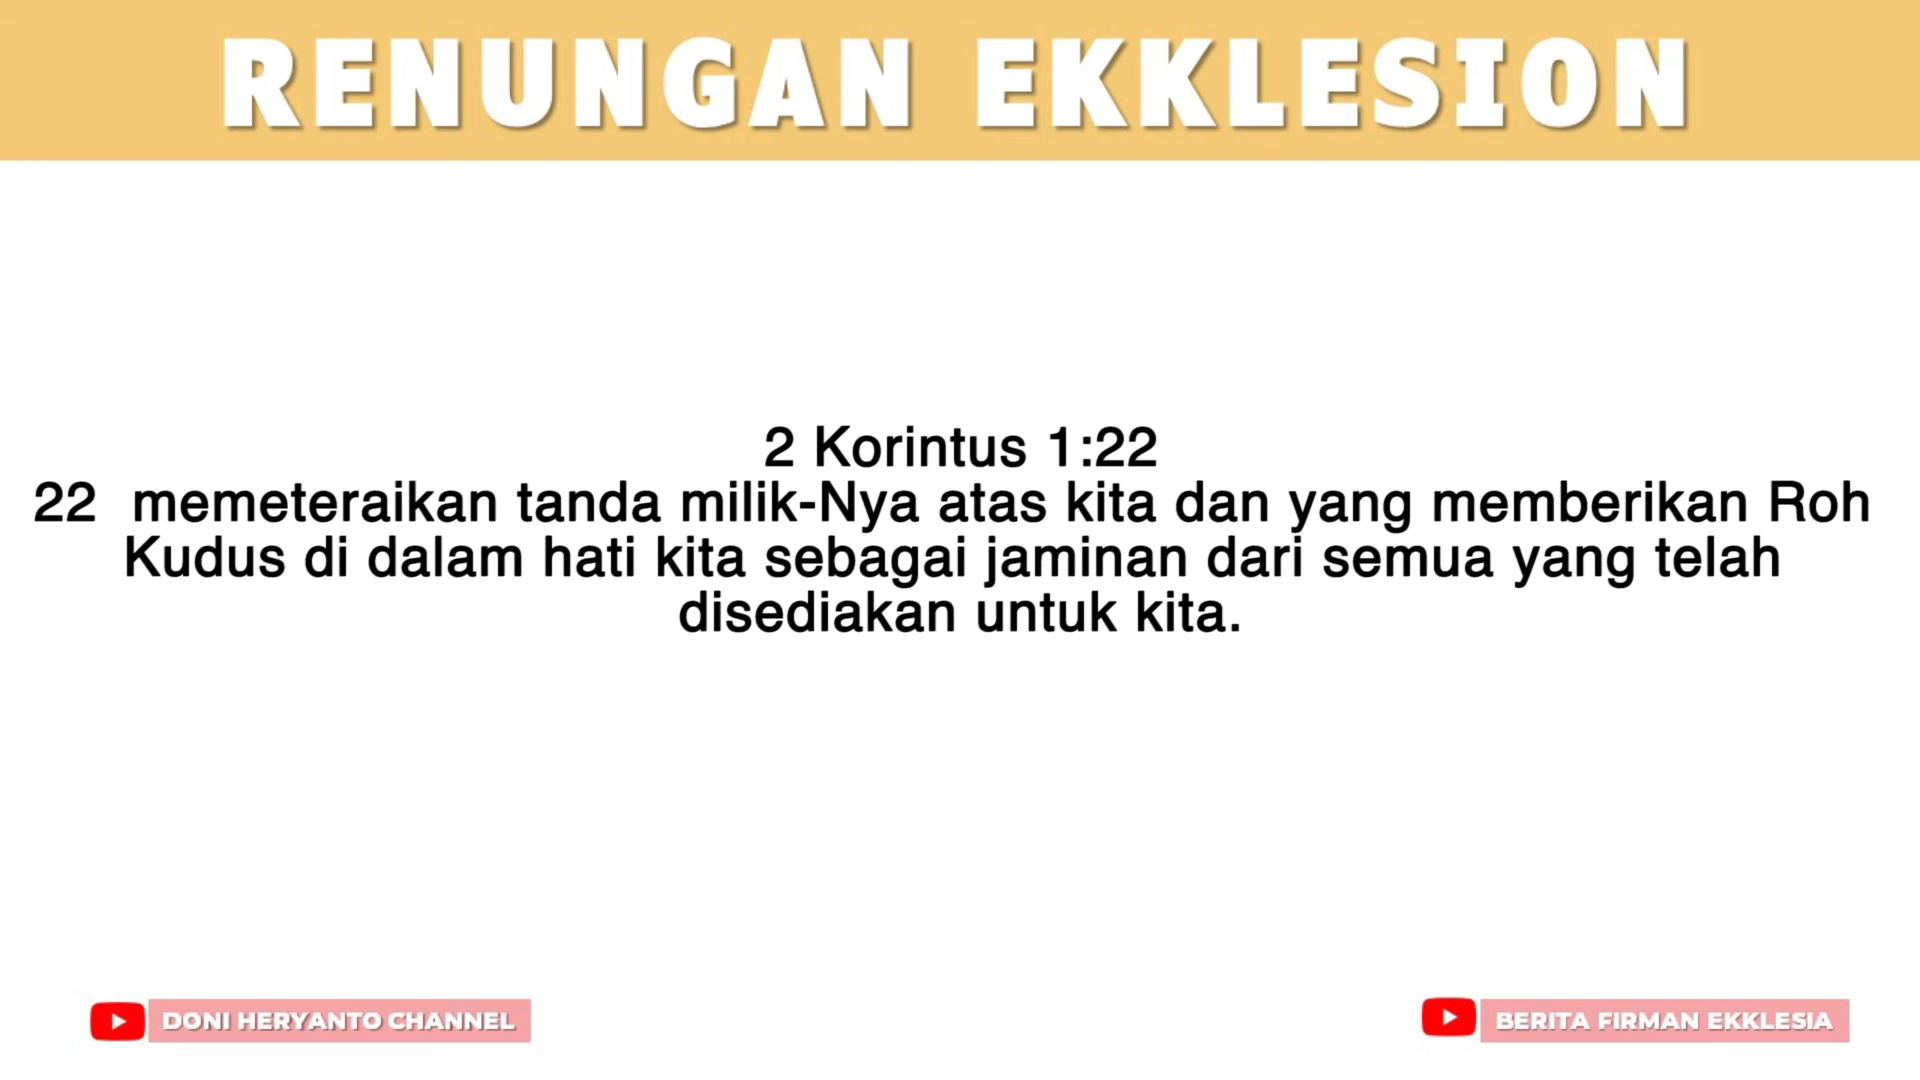 RENUNGAN EKKLESION
2 Korintus 1:22
22  memeteraikan tanda milik-Nya atas kita dan yang memberikan Roh
Kudus di dalam hati kita sebagai jaminan dari semua yang telah
disediakan untuk kita.
DONI HERYANTO CHANNEL
BERITA FIRMAN EKKLESIA